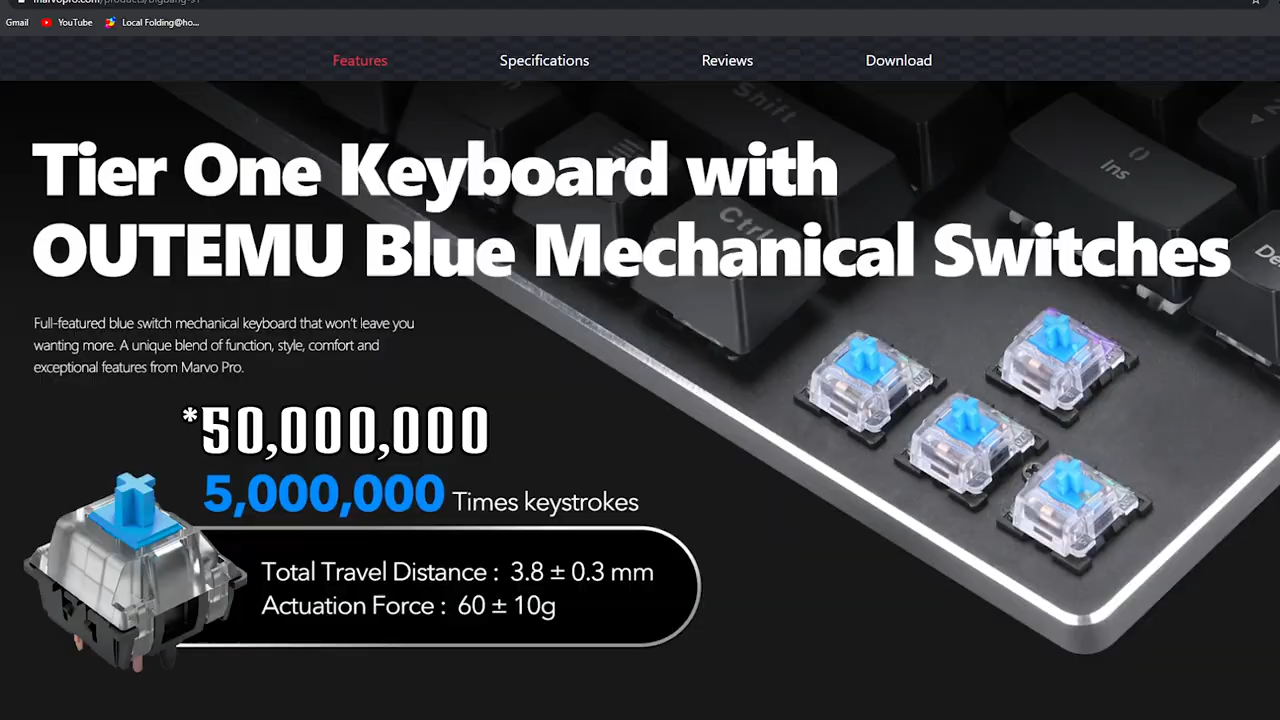 Gmail YouTube Local Folding@ho...
Features Specifications Reviews Download
Shift
Ins
Ctrl
Tier One Keyboard with
OUTEMU Blue Mechanical Switches
Full-featured blue switch mechanical keyboard that won't leave you
wanting more. A unique blend of function, style, comfort and
exceptional features from Marvo Pro.
*50,000,000
5,000,000 Times keystrokes
Total Travel Distance : 3.8 ± 0.3 mm
Actuation Force : 60 ± 10g